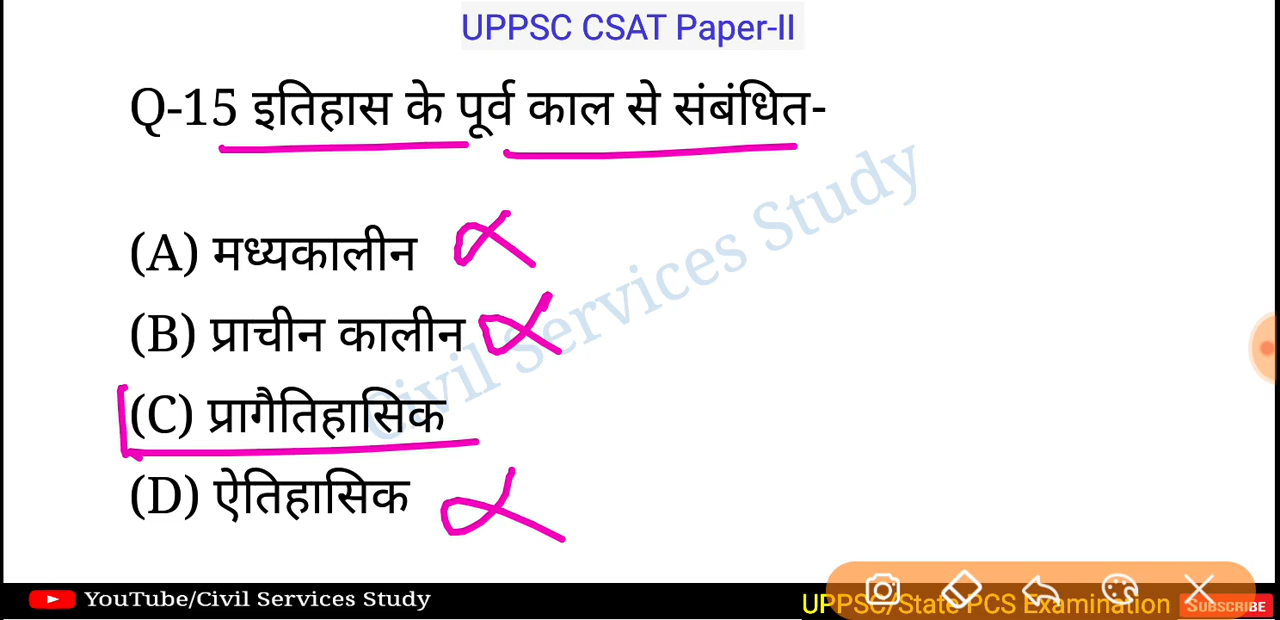 UPPSC CSAT Paper-II
Q-15 इतिहास के पूर्व काल से संबंधित-
(A) मध्यकालीन
(B) प्राचीन कालीन
(C) प्रागैतिहासिक
(D) ऐतिहासिक
Civil Services Study
YouTube/Civil Services Study
UPPSC/State PCS Examination
SUBSCRIBE